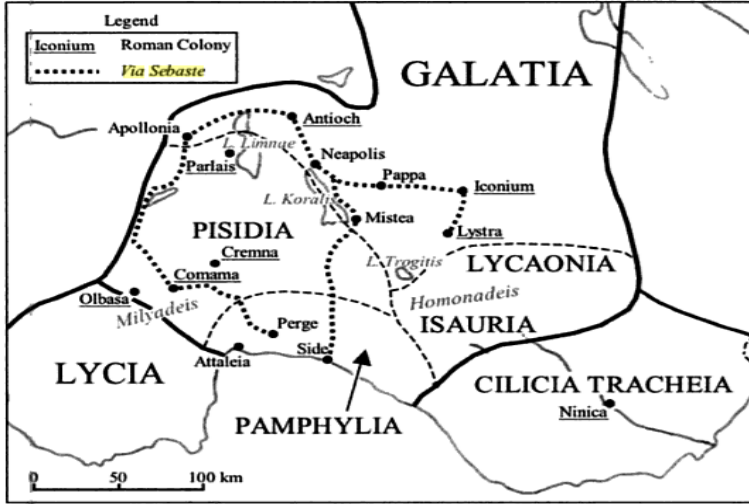 Legend
Iconium Roman Colony
Via Sebaste
GALATIA
Apollonia
Antioch
L. Limnae
Parlais
Neapolis
Pappa
Iconium
L. Koralis
Mistea
Lystra
PISIDIA
Cremna
L. Trogitis
LYCAONIA
Comama
Olbasa
Milyadeis
Homonadeis
Perge
ISAURIA
Attaleia
Side
LYCIA
CILICIA TRACHEIA
Ninica
PAMPHYLIA
0 50 100 km